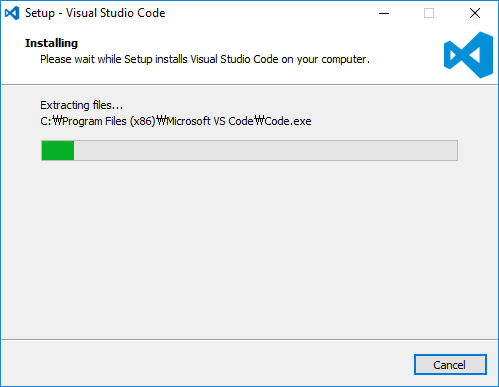 Setup - Visual Studio Code
Installing
Please wait while Setup installs Visual Studio Code on your computer.
Extracting files...
C:₩Program Files (x86)₩Microsoft VS Code₩Code.exe
Cancel